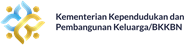 Kementerian Kependudukan dan
Pembangunan Keluarga/BKKBN